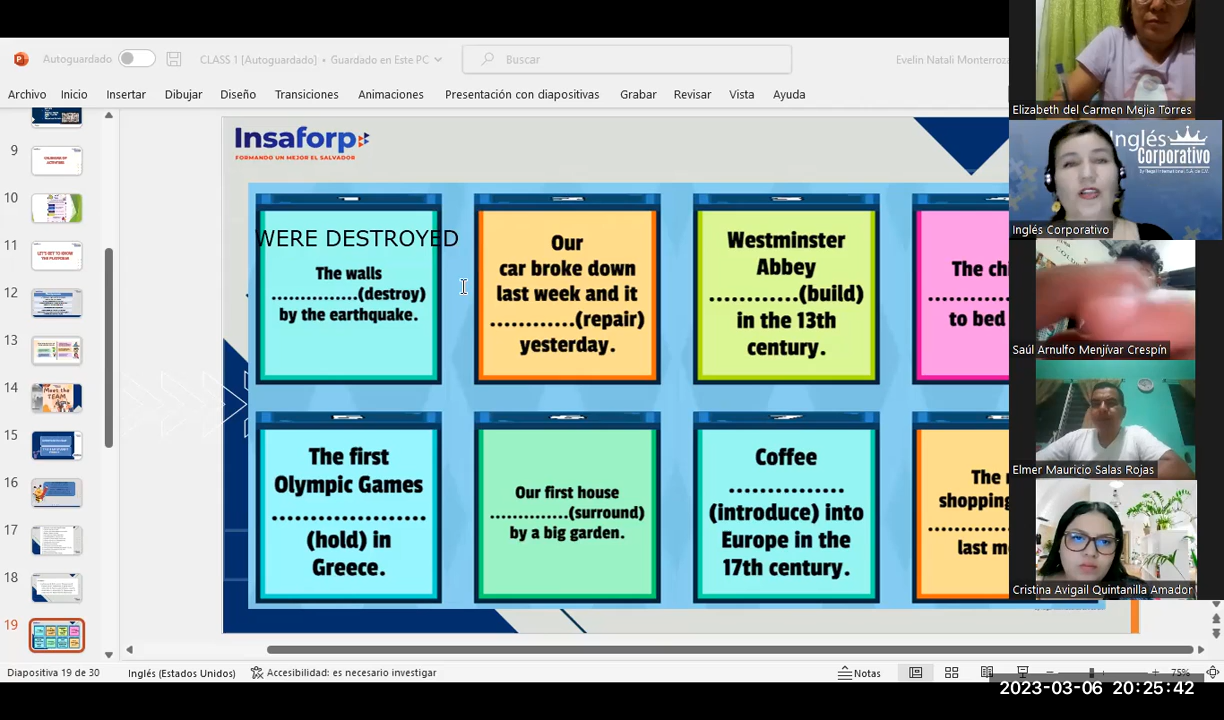 Autoguardado
CLASS 1 [Autoguardado] • Guardado en Este PC
Buscar
Evelin Natali Monterroza
Archivo Inicio Insertar Dibujar Diseño Transiciones Animaciones Presentación con diapositivas Grabar Revisar Vista Ayuda
Insaforp
FORMANDO UN MEJOR EL SALVADOR
WERE DESTROYED
The walls
...............(destroy)
by the earthquake.
Our
car broke down
last week and it
............(repair)
yesterday.
Westminster
Abbey
............(build)
in the 13th
century.
The chi
to bed
The first
Olympic Games
......................
(hold) in
Greece.
Our first house
..............(surround)
by a big garden.
Coffee
................
(introduce) into
Europe in the
17th century.
shopping
last m
9
10
11
12
13
14
15
16
17
18
19
Elizabeth del Carmen Mejia Torres
Inglés
Corporativo
Inglés Corporativo
Saúl Arnulfo Menjívar Crespín
Elmer Mauricio Salas Rojas
Cristina Avigail Quintanilla Amador
Diapositiva 19 de 30
Inglés (Estados Unidos)
Accesibilidad: es necesario investigar
Notas
75%
2023-03-06 20:25:42